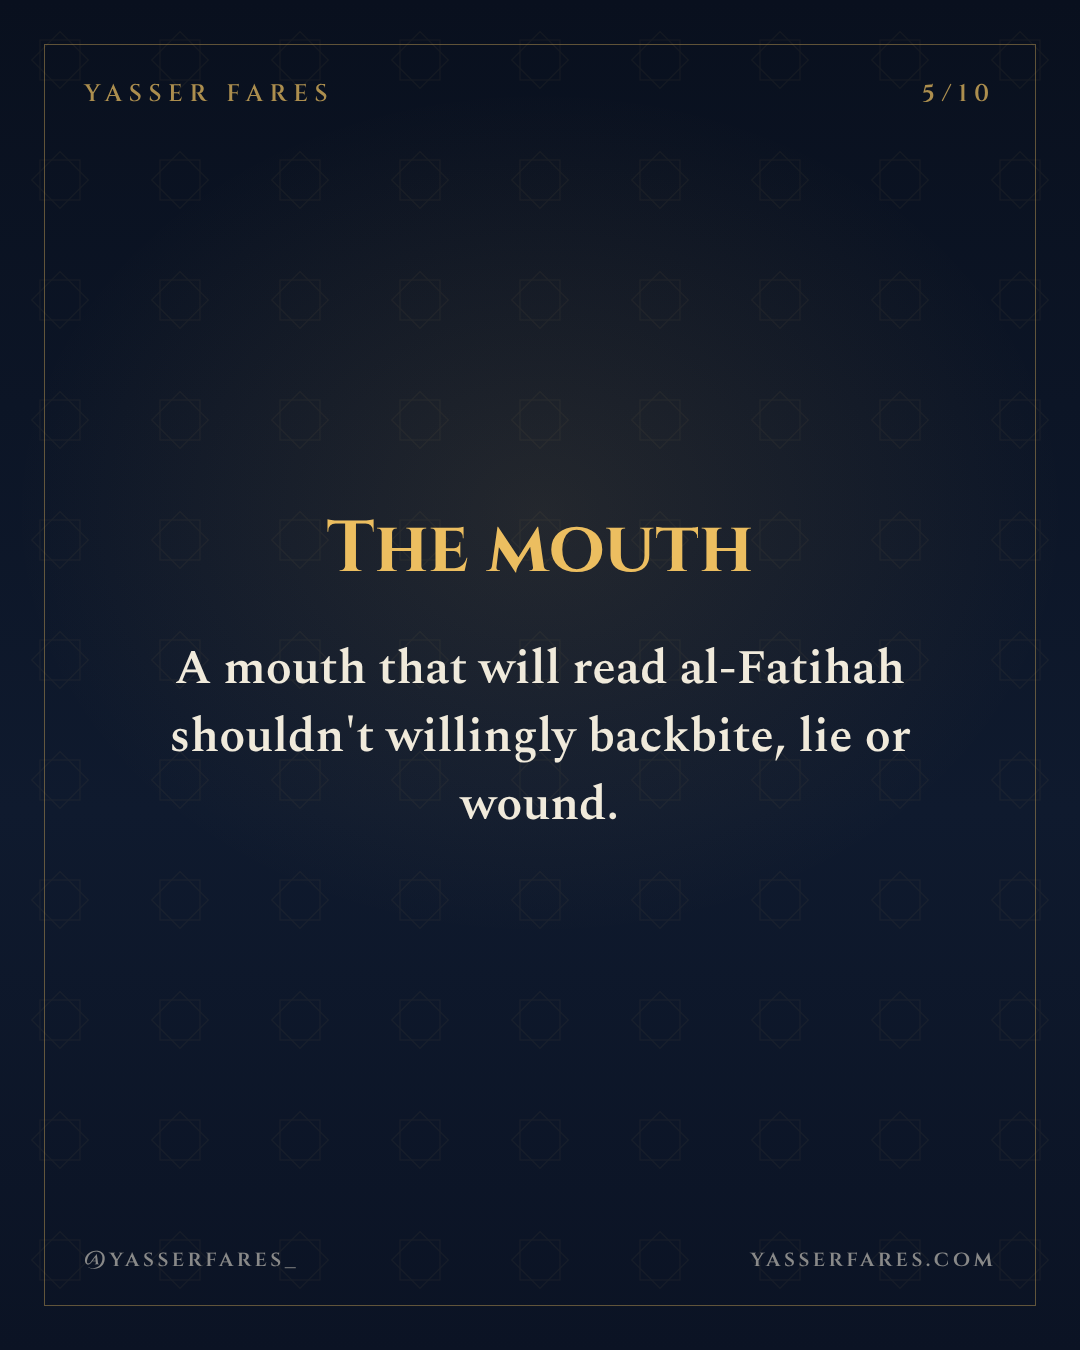 YASSER FARES
5/10
The mouth
A mouth that will read al-Fatihah
shouldn't willingly backbite, lie or
wound.
@YASSERFARES_
YASSERFARES.COM